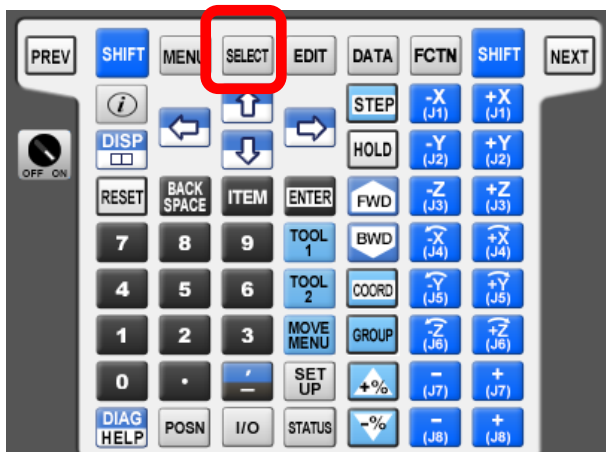 PREV SHIFT MENU SELECT EDIT DATA FCTN SHIFT NEXT
i STEP -X (J1) +X (J1)
DISP HOLD -Y (J2) +Y (J2)
OFF ON
RESET BACK SPACE ITEM ENTER FWD -Z (J3) +Z (J3)
7 8 9 TOOL 1 BWD -X (J4) +X (J4)
4 5 6 TOOL 2 COORD -Y (J5) +Y (J5)
1 2 3 MOVE MENU GROUP -Z (J6) +Z (J6)
0 . , - SET UP +% - (J7) + (J7)
DIAG HELP POSN I/O STATUS -% - (J8) + (J8)